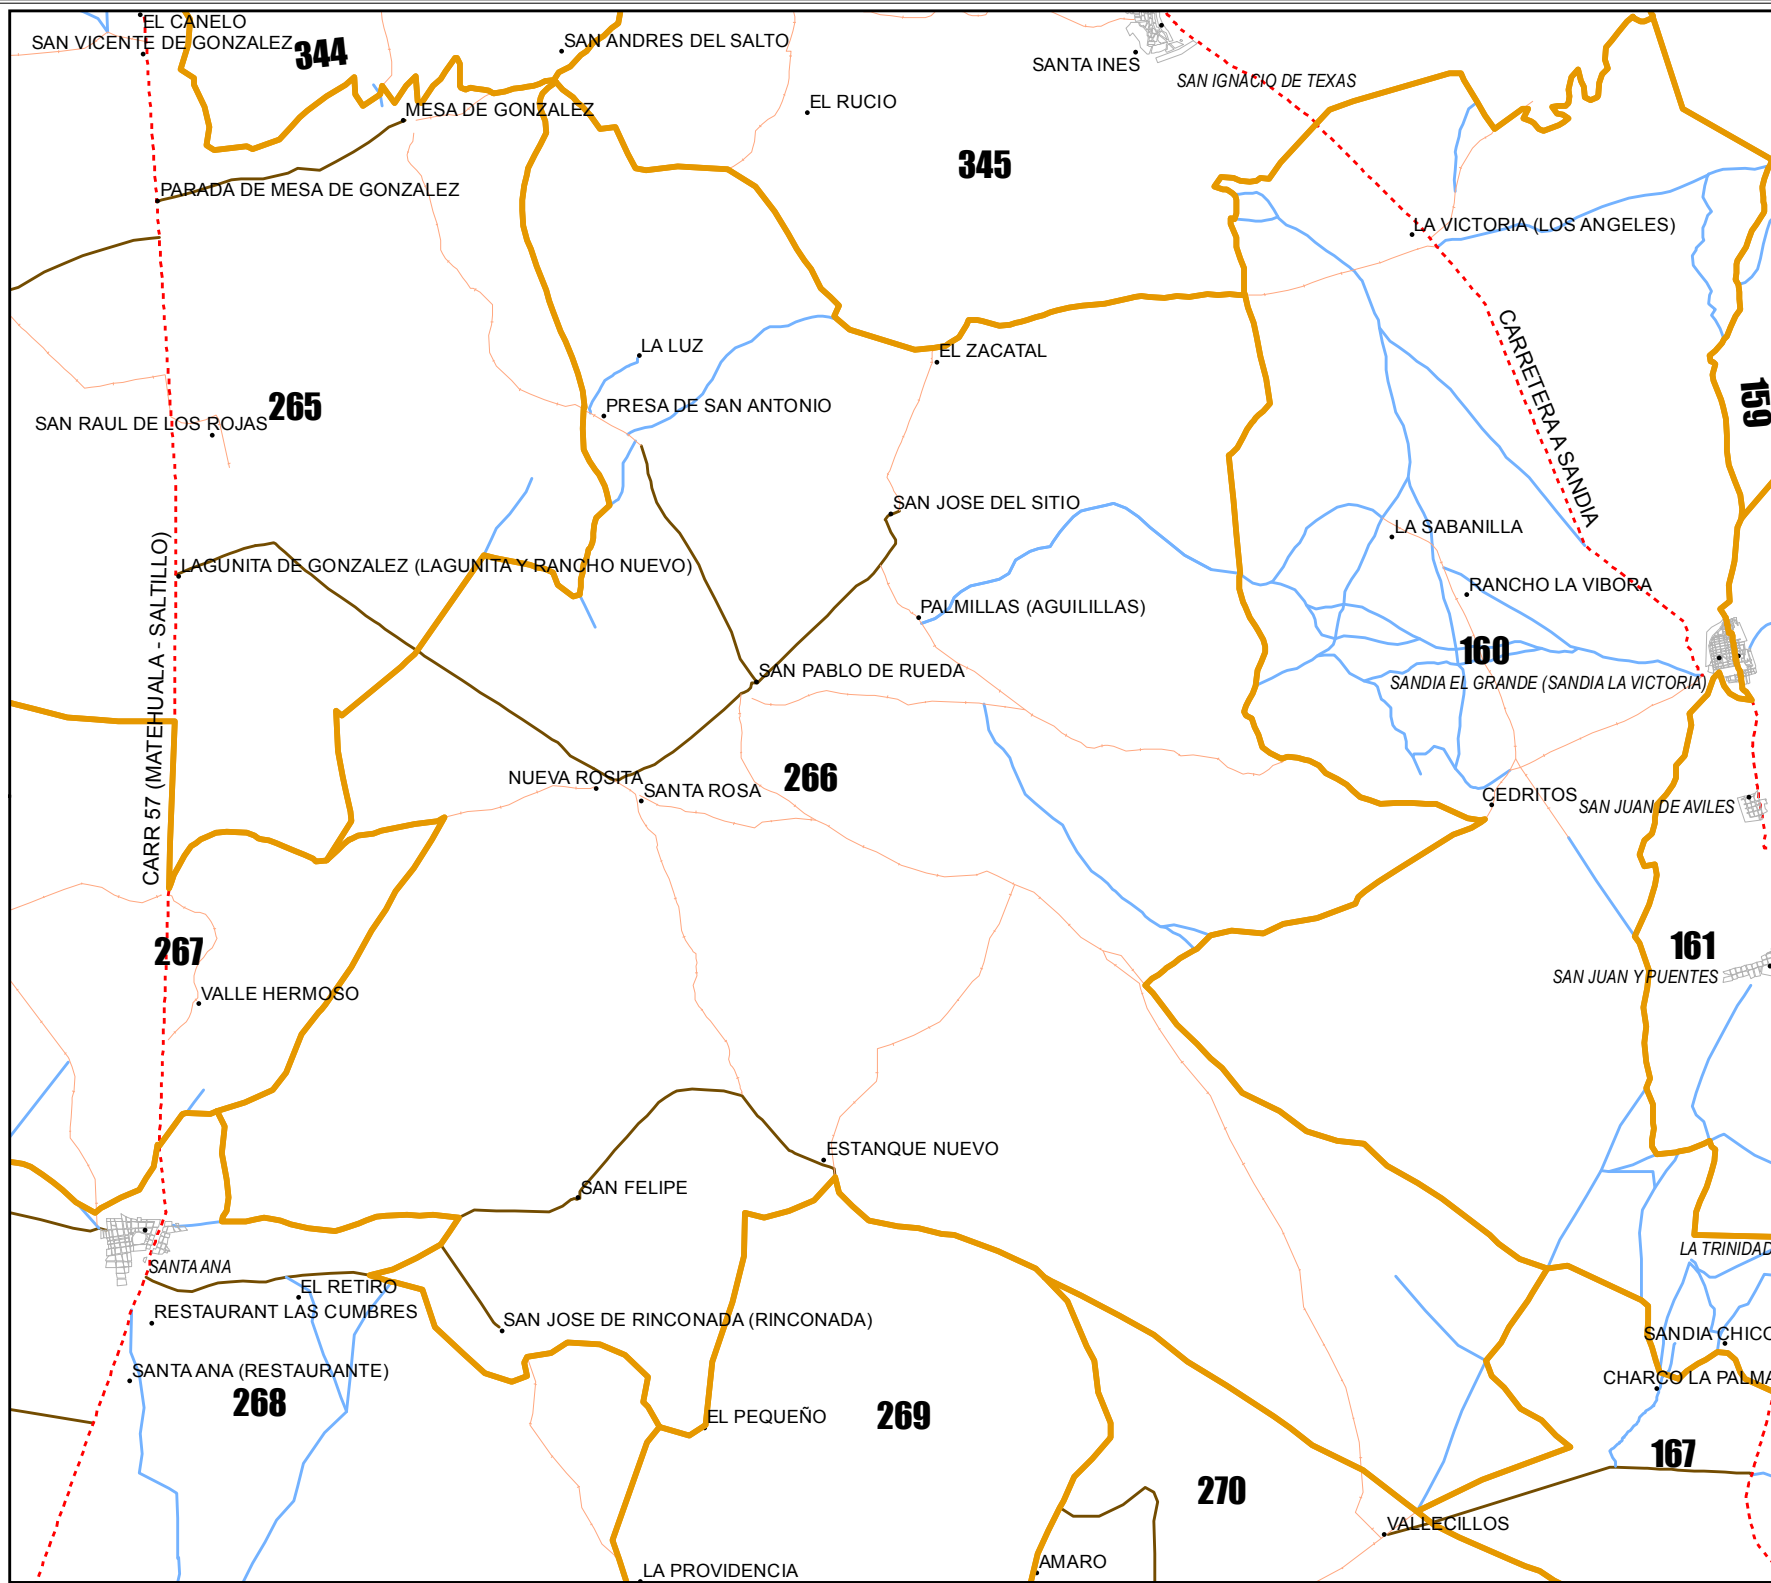 EL CANELO
SAN VICENTE DE GONZALEZ
344
SAN ANDRES DEL SALTO
SANTA INES
SAN IGNACIO DE TEXAS
MESA DE GONZALEZ
EL RUCIO
345
PARADA DE MESA DE GONZALEZ
LA VICTORIA (LOS ANGELES)
LA LUZ
EL ZACATAL
CARRETERA A SANDIA
159
265
PRESA DE SAN ANTONIO
SAN RAUL DE LOS ROJAS
SAN JOSE DEL SITIO
LA SABANILLA
CARR 57 (MATEHUALA - SALTILLO)
LAGUNITA DE GONZALEZ (LAGUNITA Y RANCHO NUEVO)
RANCHO LA VIBORA
PALMILLAS (AGUILILLAS)
160
SAN PABLO DE RUEDA
SANDIA EL GRANDE (SANDIA LA VICTORIA)
NUEVA ROSITA
266
SANTA ROSA
CEDRITOS
SAN JUAN DE AVILES
267
161
SAN JUAN Y PUENTES
VALLE HERMOSO
ESTANQUE NUEVO
SAN FELIPE
LA TRINIDAD
SANTA ANA
EL RETIRO
RESTAURANT LAS CUMBRES
SAN JOSE DE RINCONADA (RINCONADA)
SANDIA CHICO
SANTA ANA (RESTAURANTE)
CHARCO LA PALMA
268
EL PEQUEÑO
269
167
270
VALLECILLOS
AMARO
LA PROVIDENCIA